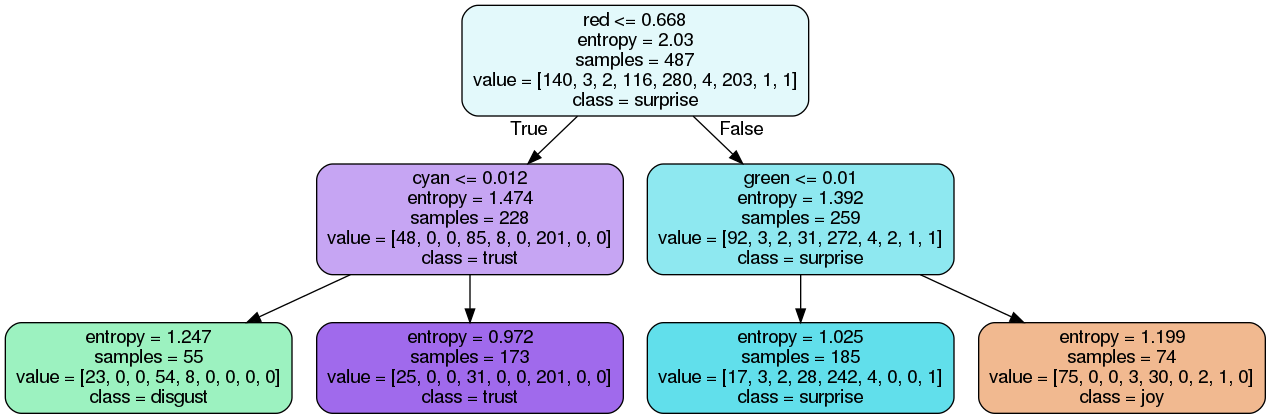 red <= 0.668
entropy = 2.03
samples = 487
value = [140, 3, 2, 116, 280, 4, 203, 1, 1]
class = surprise
True
False
cyan <= 0.012
entropy = 1.474
samples = 228
value = [48, 0, 0, 85, 8, 0, 201, 0, 0]
class = trust
green <= 0.01
entropy = 1.392
samples = 259
value = [92, 3, 2, 31, 272, 4, 2, 1, 1]
class = surprise
entropy = 1.247
samples = 55
value = [23, 0, 0, 54, 8, 0, 0, 0, 0]
class = disgust
entropy = 0.972
samples = 173
value = [25, 0, 0, 31, 0, 0, 201, 0, 0]
class = trust
entropy = 1.025
samples = 185
value = [17, 3, 2, 28, 242, 4, 0, 0, 1]
class = surprise
entropy = 1.199
samples = 74
value = [75, 0, 0, 3, 30, 0, 2, 1, 0]
class = joy